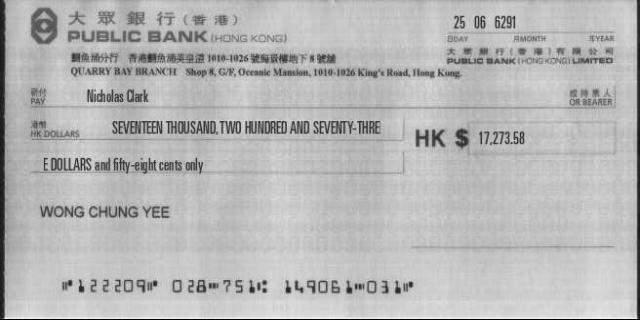 大眾銀行(香港)
PUBLIC BANK (HONG KONG)
25 06 6291
日DAY 月MONTH 年YEAR
大眾銀行(香港)有限公司
PUBLIC BANK (HONG KONG) LIMITED
鰂魚涌分行 香港鰂魚涌英皇道 1010-1026 號海景樓地下 8 號舖
QUARRY BAY BRANCH Shop 8, G/F, Oceanic Mansion, 1010-1026 King's Road, Hong Kong.
祈付
PAY Nicholas Clark
或持票人
OR BEARER
港幣
HK DOLLARS SEVENTEEN THOUSAND, TWO HUNDRED AND SEVENTY-THRE
HK $ 17,273.58
E DOLLARS and fifty-eight cents only
WONG CHUNG YEE
⑈122209⑈ 028⑉751⑆ 149061⑉031⑈